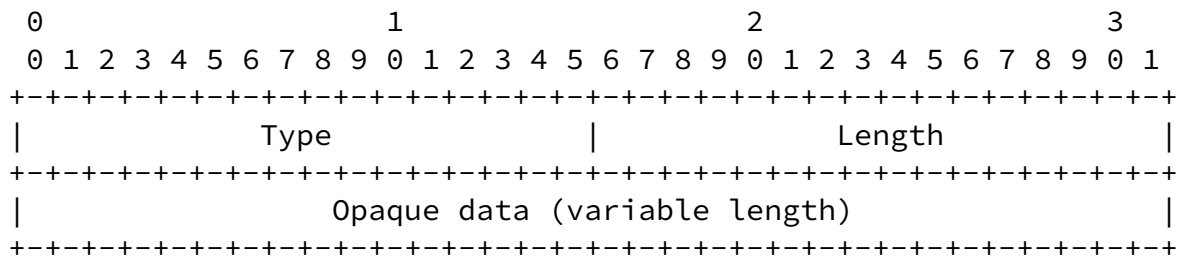 0                   1                   2                   3
 0 1 2 3 4 5 6 7 8 9 0 1 2 3 4 5 6 7 8 9 0 1 2 3 4 5 6 7 8 9 0 1
+-+-+-+-+-+-+-+-+-+-+-+-+-+-+-+-+-+-+-+-+-+-+-+-+-+-+-+-+-+-+-+-+
|             Type              |             Length            |
+-+-+-+-+-+-+-+-+-+-+-+-+-+-+-+-+-+-+-+-+-+-+-+-+-+-+-+-+-+-+-+-+
|                 Opaque data (variable length)                 |
+-+-+-+-+-+-+-+-+-+-+-+-+-+-+-+-+-+-+-+-+-+-+-+-+-+-+-+-+-+-+-+-+